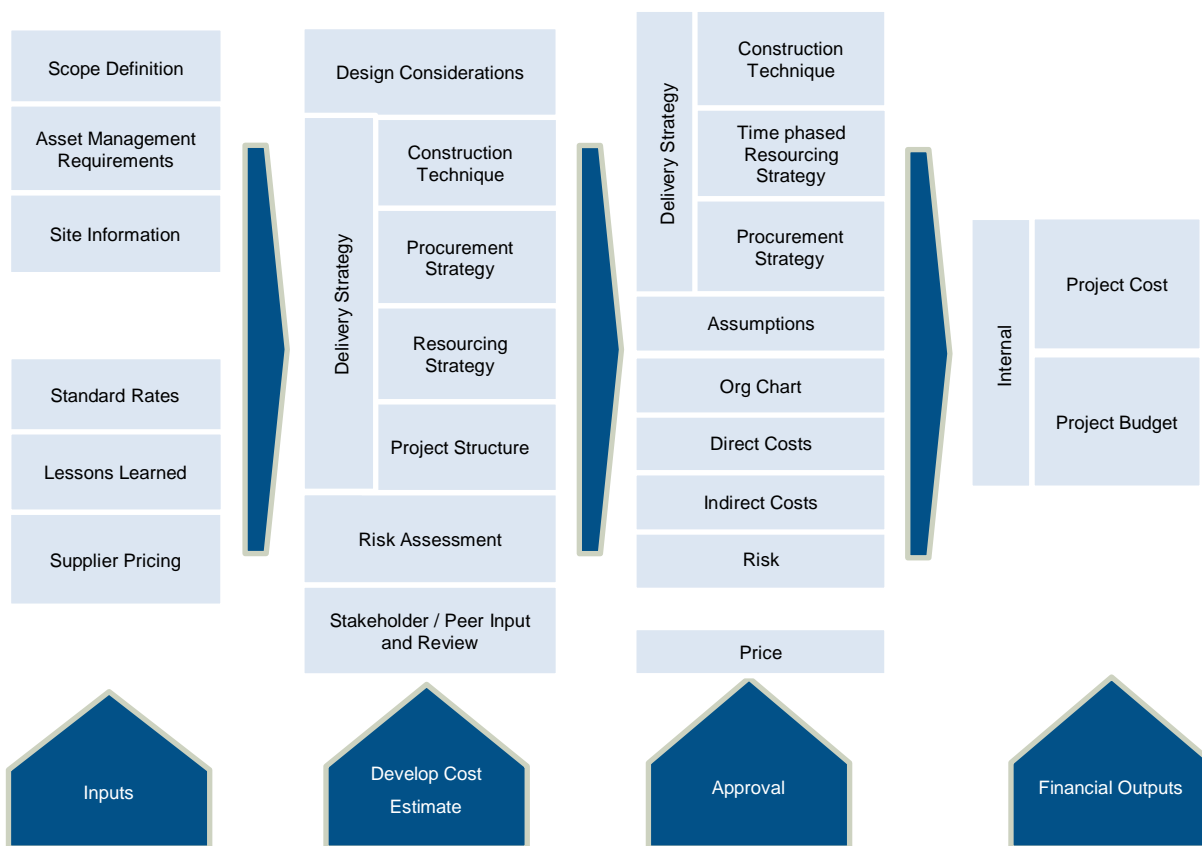 Scope Definition
Asset Management
Requirements
Site Information
Standard Rates
Lessons Learned
Supplier Pricing
Inputs
Design Considerations
Delivery Strategy
Construction
Technique
Procurement
Strategy
Resourcing
Strategy
Project Structure
Risk Assessment
Stakeholder / Peer Input
and Review
Develop Cost
Estimate
Delivery Strategy
Construction
Technique
Time phased
Resourcing
Strategy
Procurement
Strategy
Assumptions
Org Chart
Direct Costs
Indirect Costs
Risk
Price
Approval
Internal
Project Cost
Project Budget
Financial Outputs